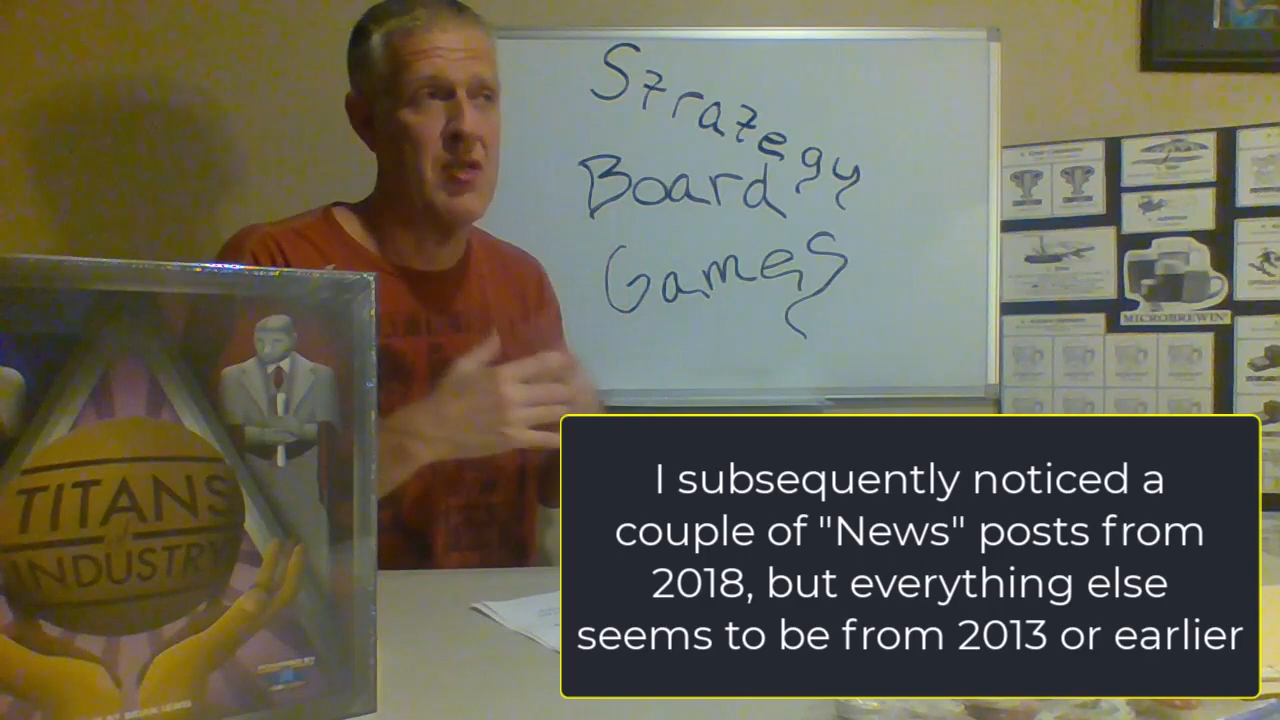 Strategy
Board
Games
MICROBREWIN'
TITANS
of
INDUSTRY
I subsequently noticed a
couple of "News" posts from
2018, but everything else
seems to be from 2013 or earlier